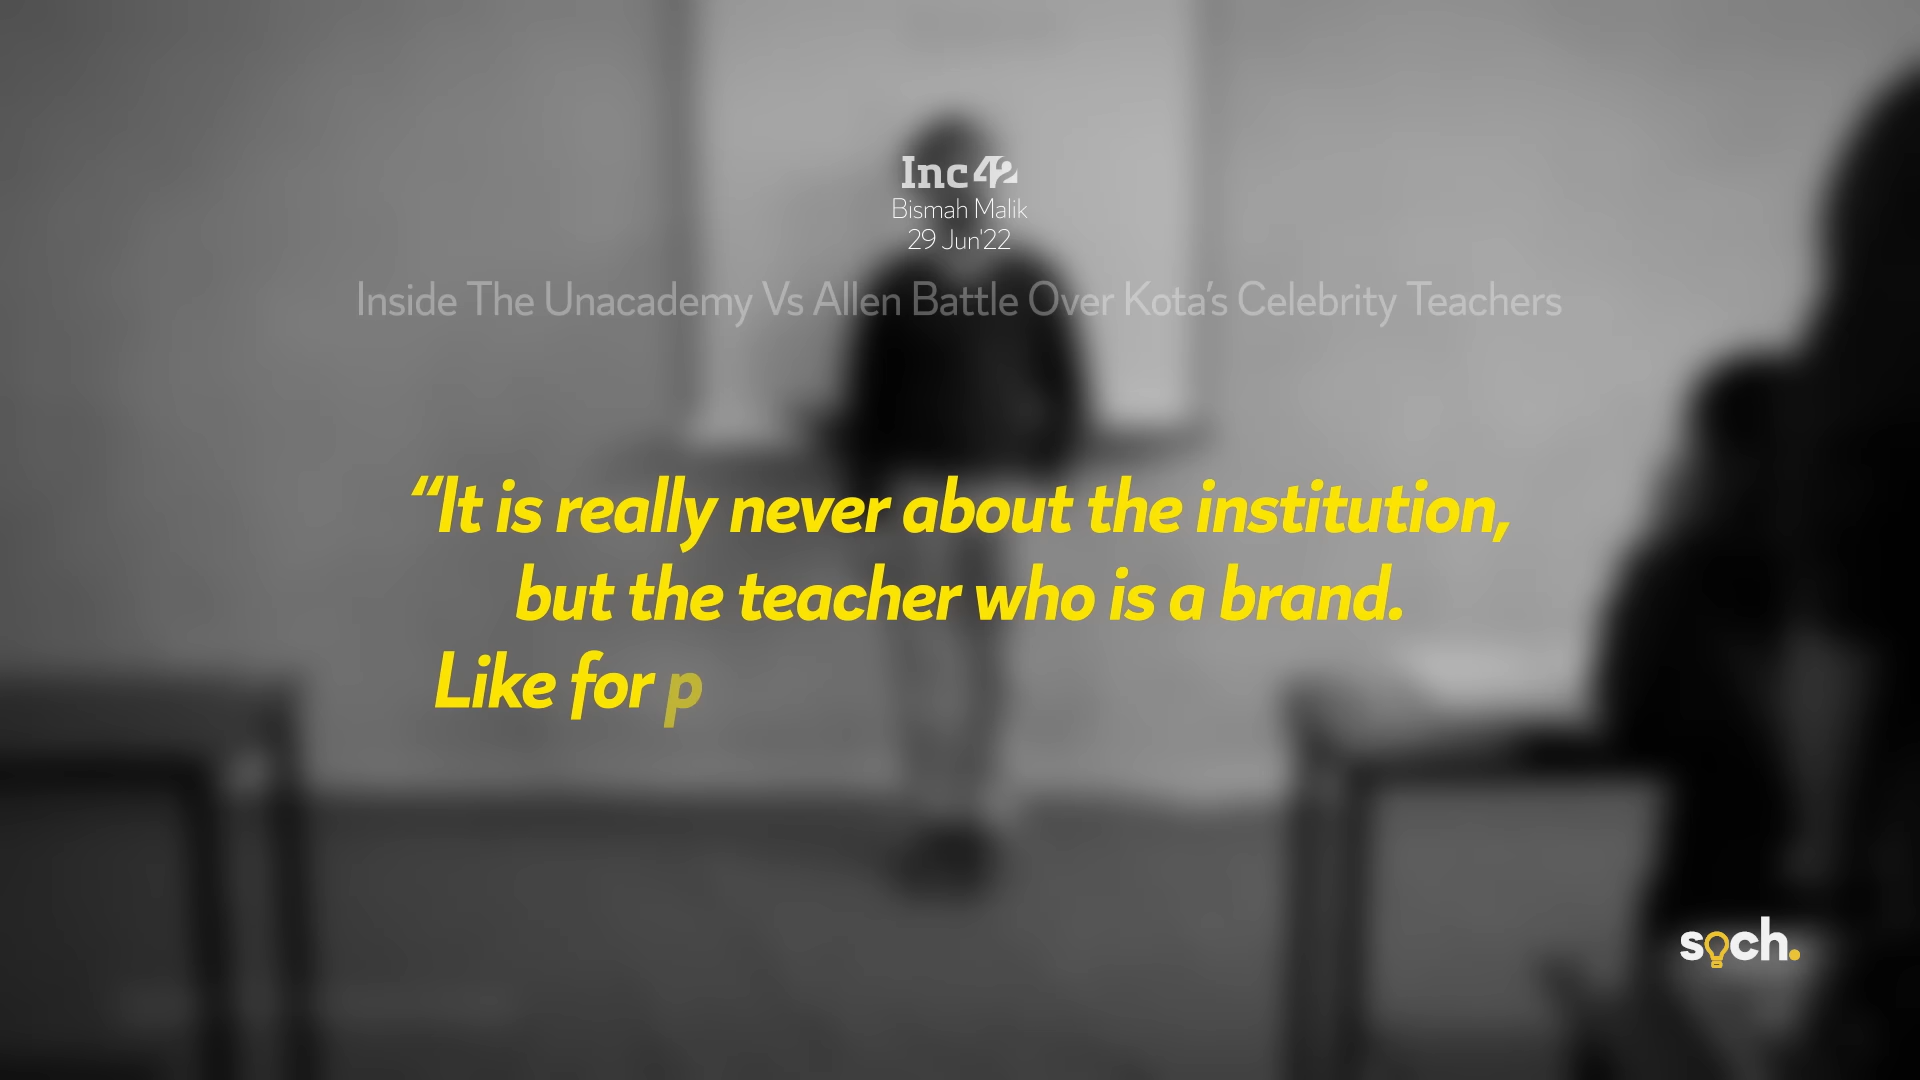 Inc42
Bismah Malik
29 Jun'22
Inside The Unacademy Vs Allen Battle Over Kota’s Celebrity Teachers
“It is really never about the institution,
but the teacher who is a brand.
Like for p
soch.